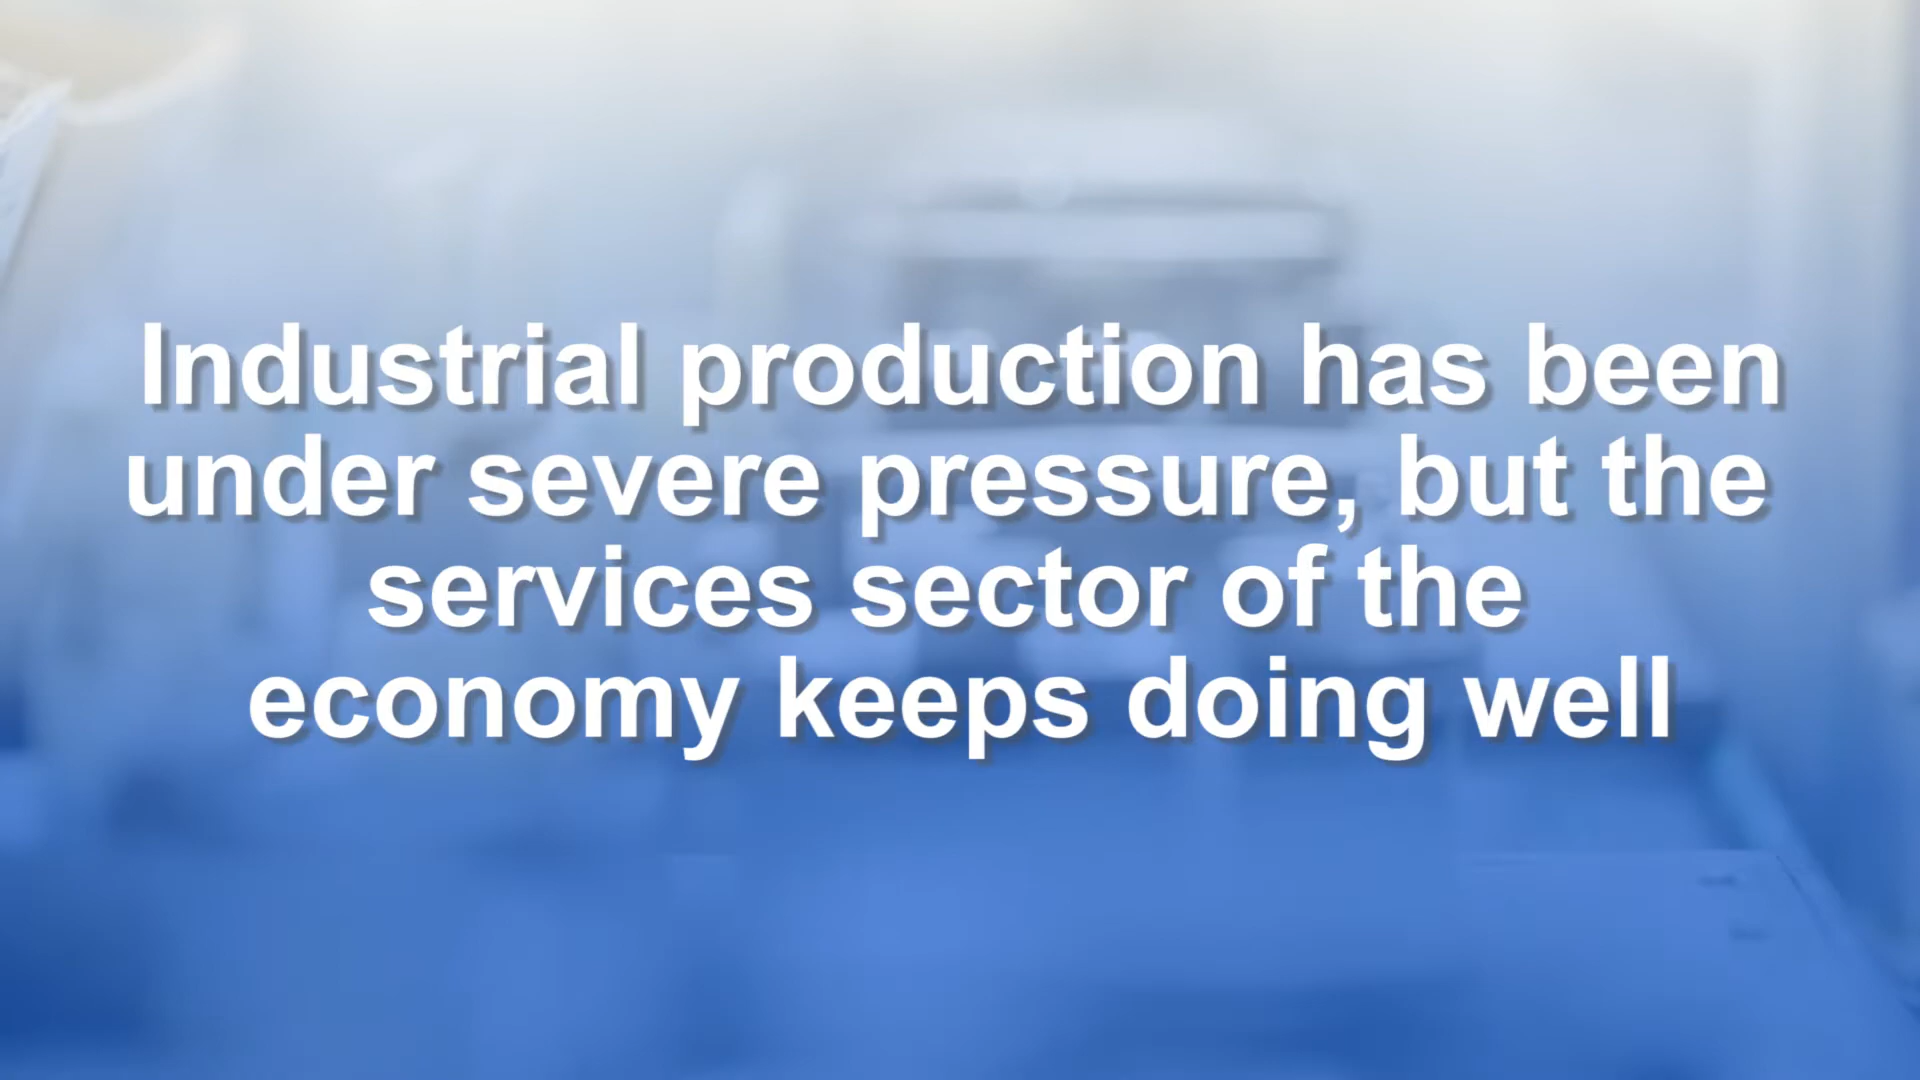 Industrial production has been
under severe pressure, but the
services sector of the
economy keeps doing well